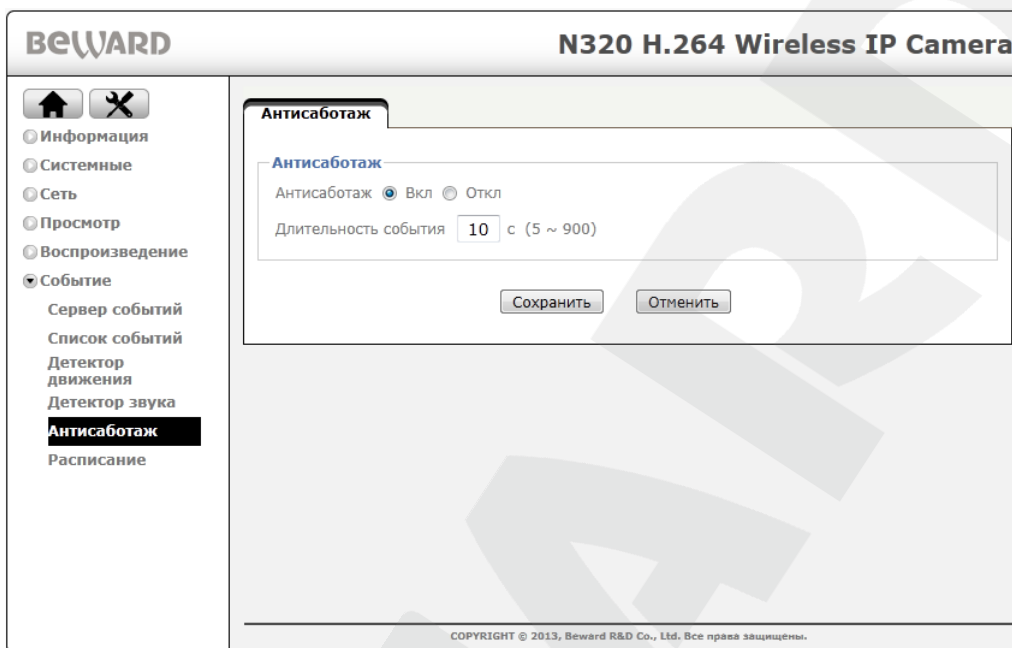 BEWARD
N320 H.264 Wireless IP Camera
Информация
Системные
Сеть
Просмотр
Воспроизведение
Событие
Сервер событий
Список событий
Детектор
движения
Детектор звука
Антисаботаж
Расписание
Антисаботаж
Антисаботаж
Антисаботаж Вкл Откл
Длительность события 10 с (5 ~ 900)
Сохранить Отменить
COPYRIGHT © 2013, Beward R&D Co., Ltd. Все права защищены.